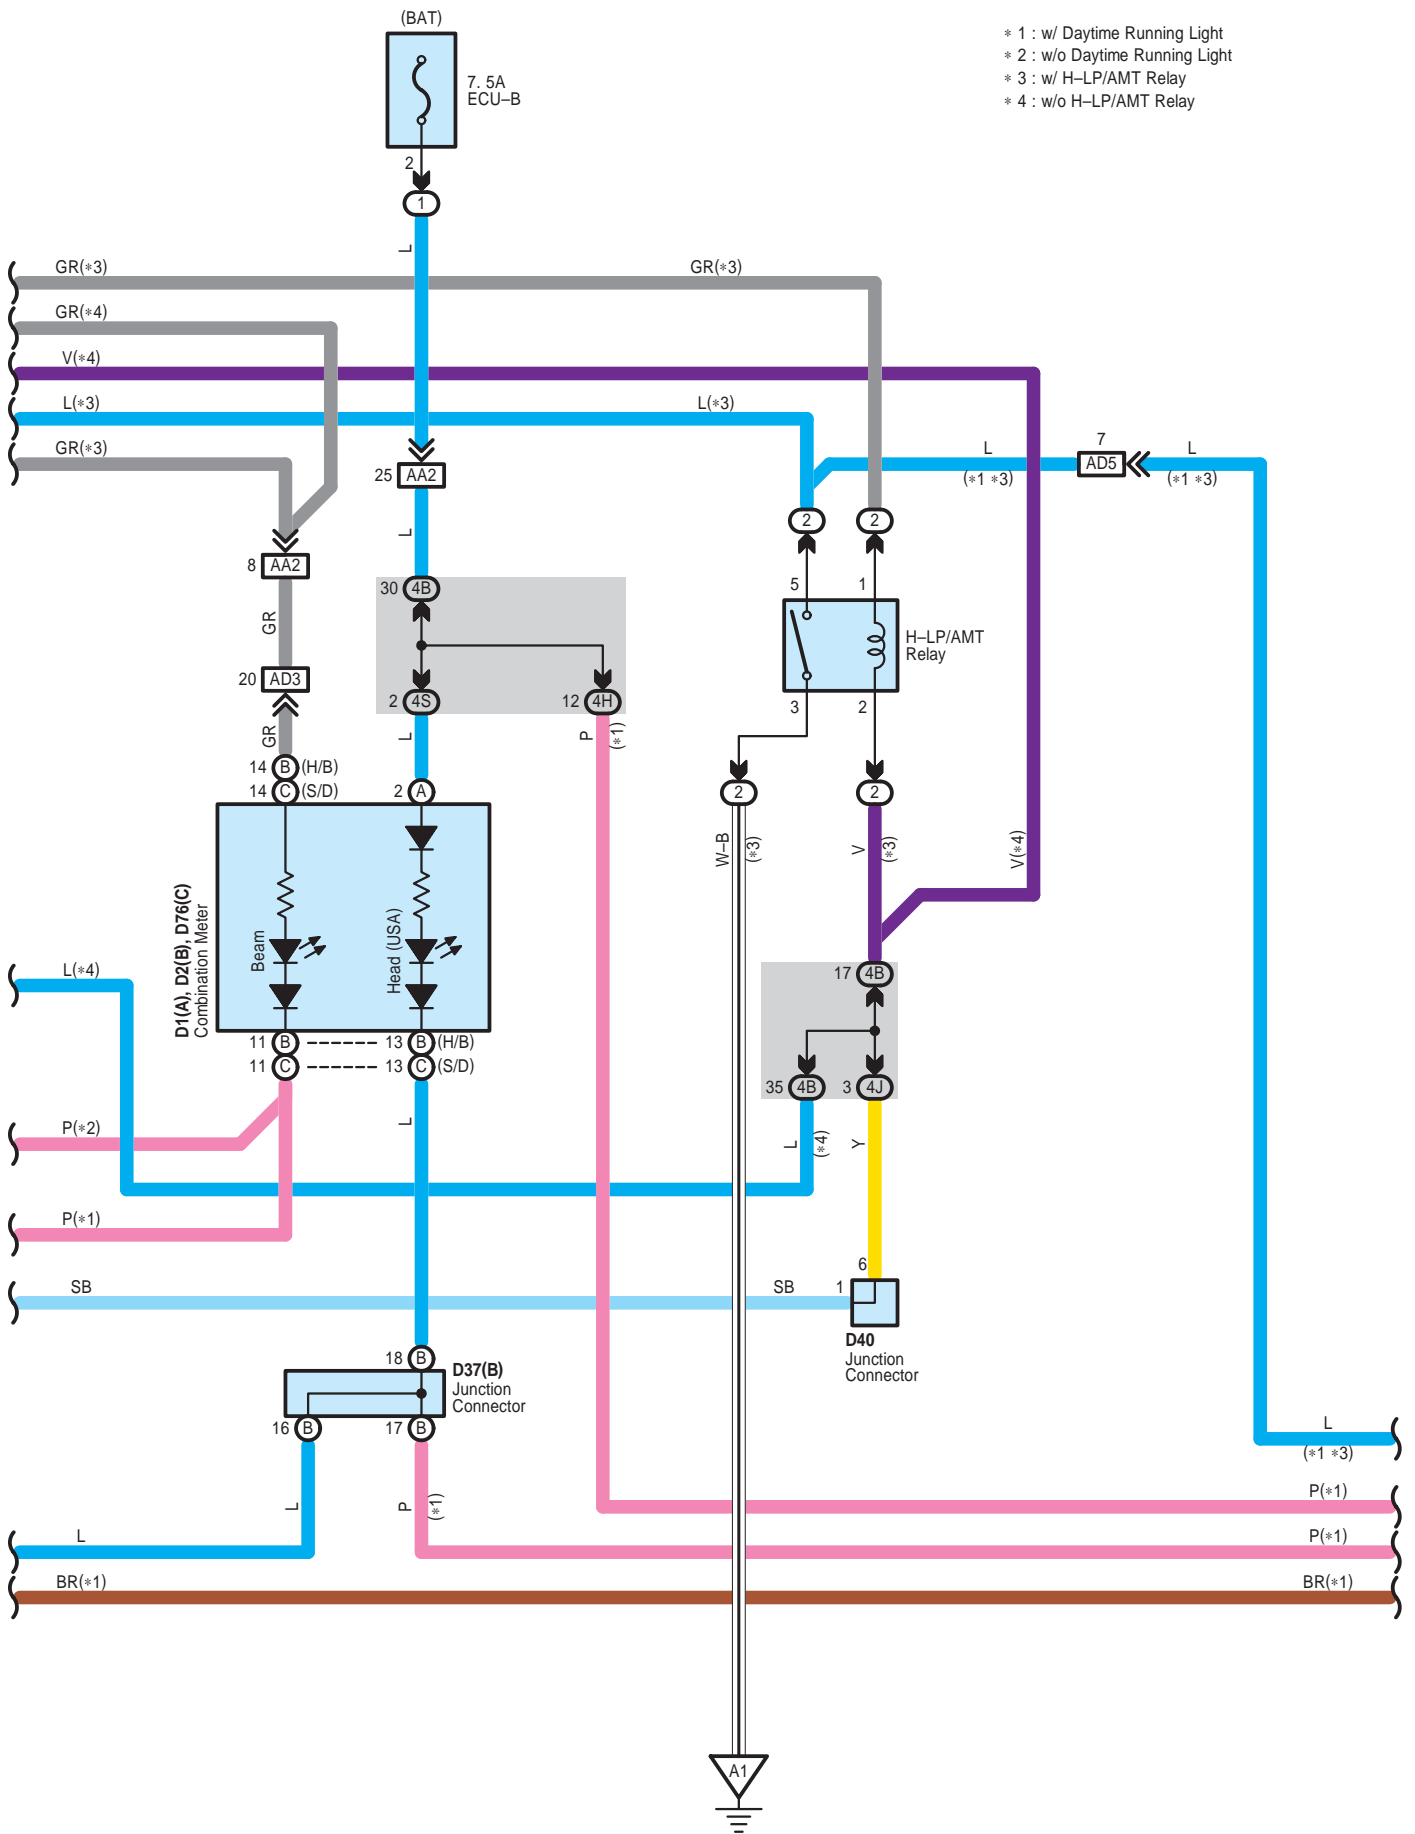 (BAT)
∗ 1 : w/ Daytime Running Light
∗ 2 : w/o Daytime Running Light
∗ 3 : w/ H–LP/AMT Relay
∗ 4 : w/o H–LP/AMT Relay
7. 5A
ECU–B
2
1
L
GR(∗3)
GR(∗3)
GR(∗4)
V(∗4)
L(∗3)
L(∗3)
GR(∗3)
L
(∗1 ∗3)
7
AD5
L
(∗1 ∗3)
25
AA2
2
2
L
8
AA2
30
4B
5
1
GR
H–LP/AMT
Relay
20
AD3
2
4S
12
4H
3
2
GR
L
P
(∗1)
14
B
(H/B)
14
C
(S/D)
2
A
2
2
W–B
(∗3)
V
(∗3)
V(∗4)
D1(A), D2(B), D76(C)
Combination Meter
Beam
Head (USA)
L(∗4)
17
4B
11
B
13
B
(H/B)
11
C
13
C
(S/D)
35
4B
3
4J
L
P(∗2)
L
(∗4)
Y
P(∗1)
SB
SB
6
1
D40
Junction
Connector
18
B
D37(B)
Junction
Connector
16
B
17
B
L
(∗1 ∗3)
L
P
(∗1)
P(∗1)
L
P(∗1)
BR(∗1)
BR(∗1)
A1